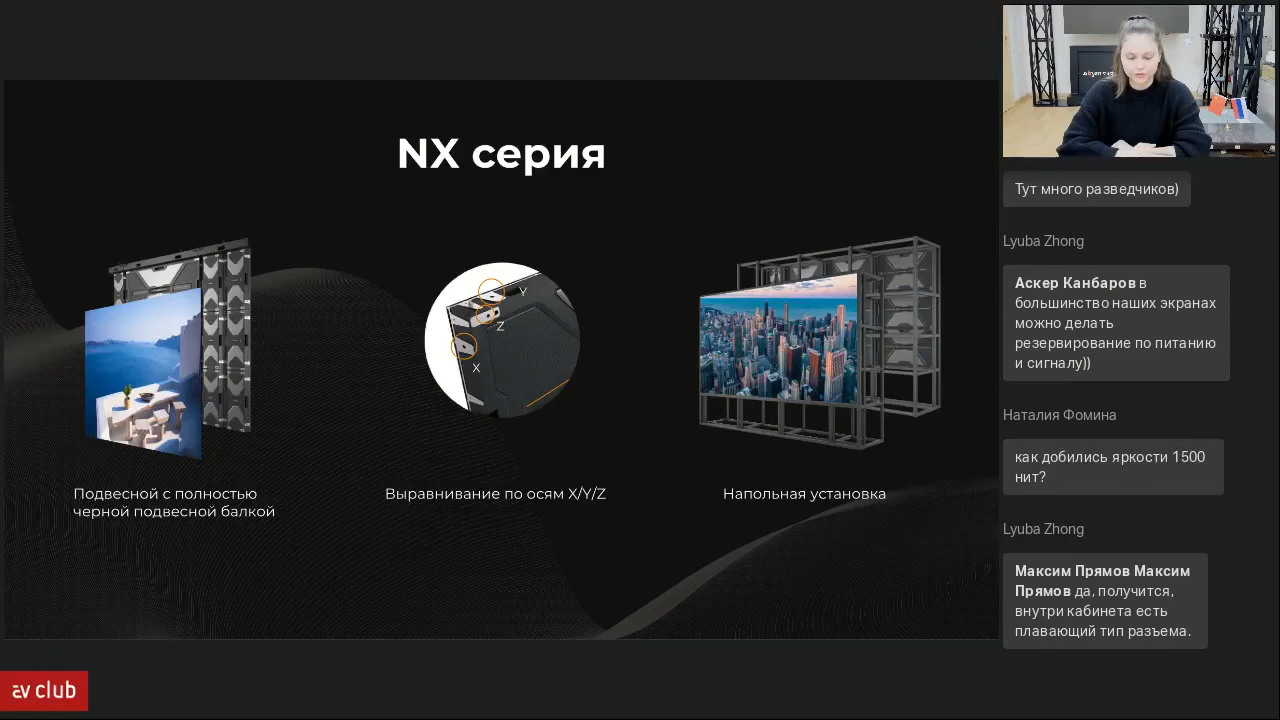 NX серия
Y
Z
X
Подвесной с полностью
черной подвесной балкой
Выравнивание по осям X/Y/Z
Напольная установка
Тут много разведчиков)
Lyuba Zhong
Аскер Канбаров в
большинство наших экранах
можно делать
резервирование по питанию
и сигналу))
Наталия Фомина
как добились яркости 1500
нит?
Lyuba Zhong
Максим Прямов Максим
Прямов да, получится,
внутри кабинета есть
плавающий тип разъема.
av club